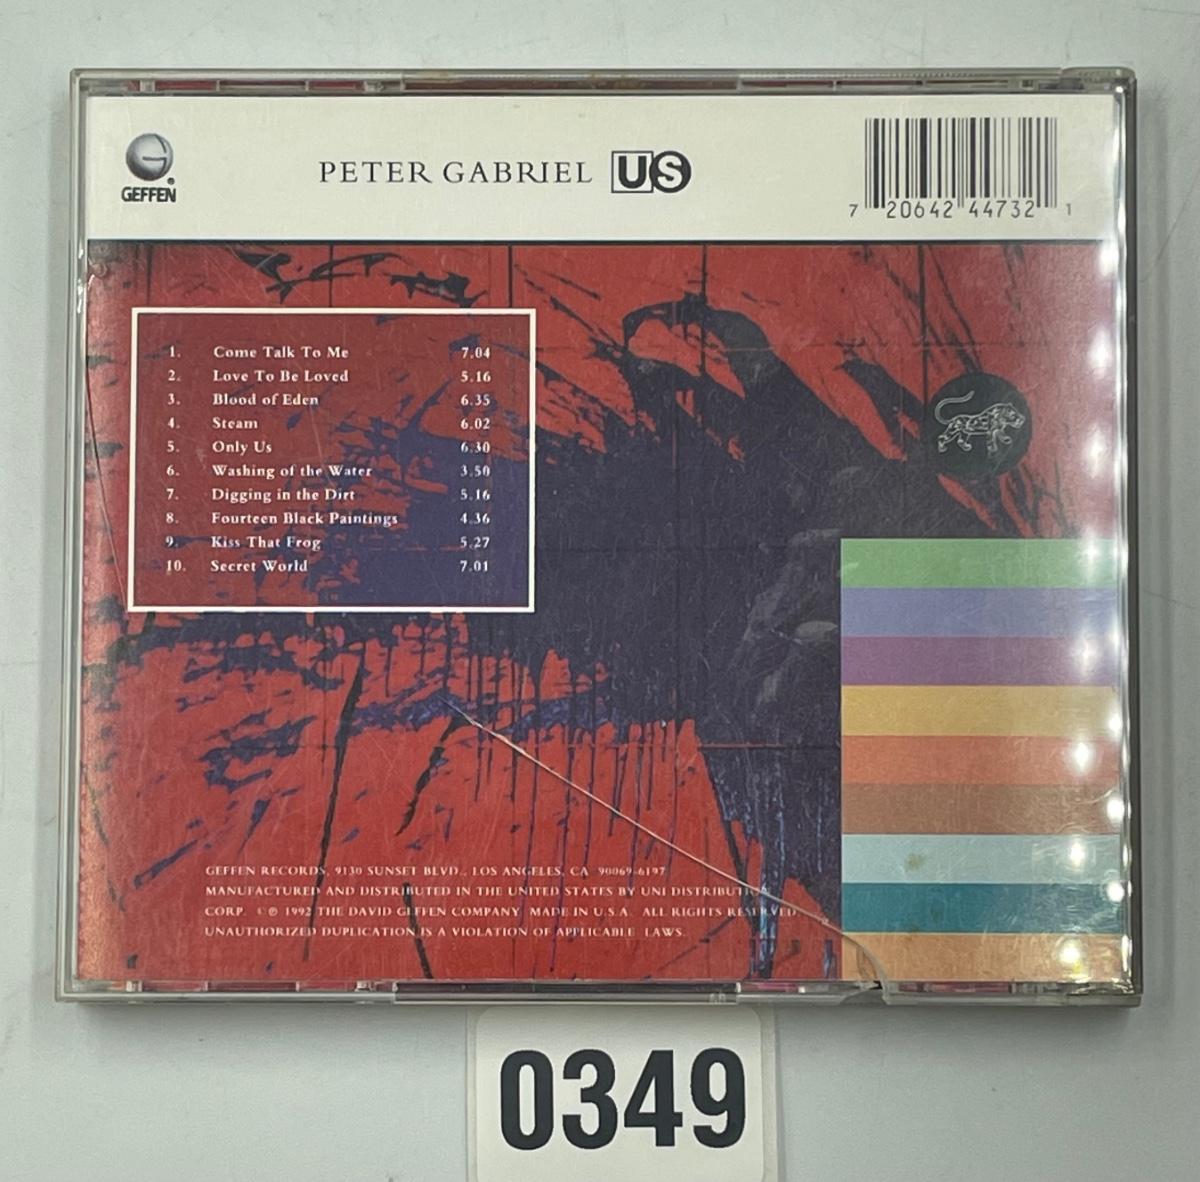 GEFFEN
PETER GABRIEL US
7 20642 44732 1
1. Come Talk To Me 7.04
2. Love To Be Loved 5.16
3. Blood of Eden 6.35
4. Steam 6.02
5. Only Us 6.30
6. Washing of the Water 3.50
7. Digging in the Dirt 5.16
8. Fourteen Black Paintings 4.36
9. Kiss That Frog 5.27
10. Secret World 7.01
GEFFEN RECORDS, 9130 SUNSET BLVD., LOS ANGELES, CA 90069-6197
MANUFACTURED AND DISTRIBUTED IN THE UNITED STATES BY UNI DISTRIBUTION
CORP. © ℗ 1992 THE DAVID GEFFEN COMPANY MADE IN U.S.A. ALL RIGHTS RESERVED.
UNAUTHORIZED DUPLICATION IS A VIOLATION OF APPLICABLE LAWS.
0349